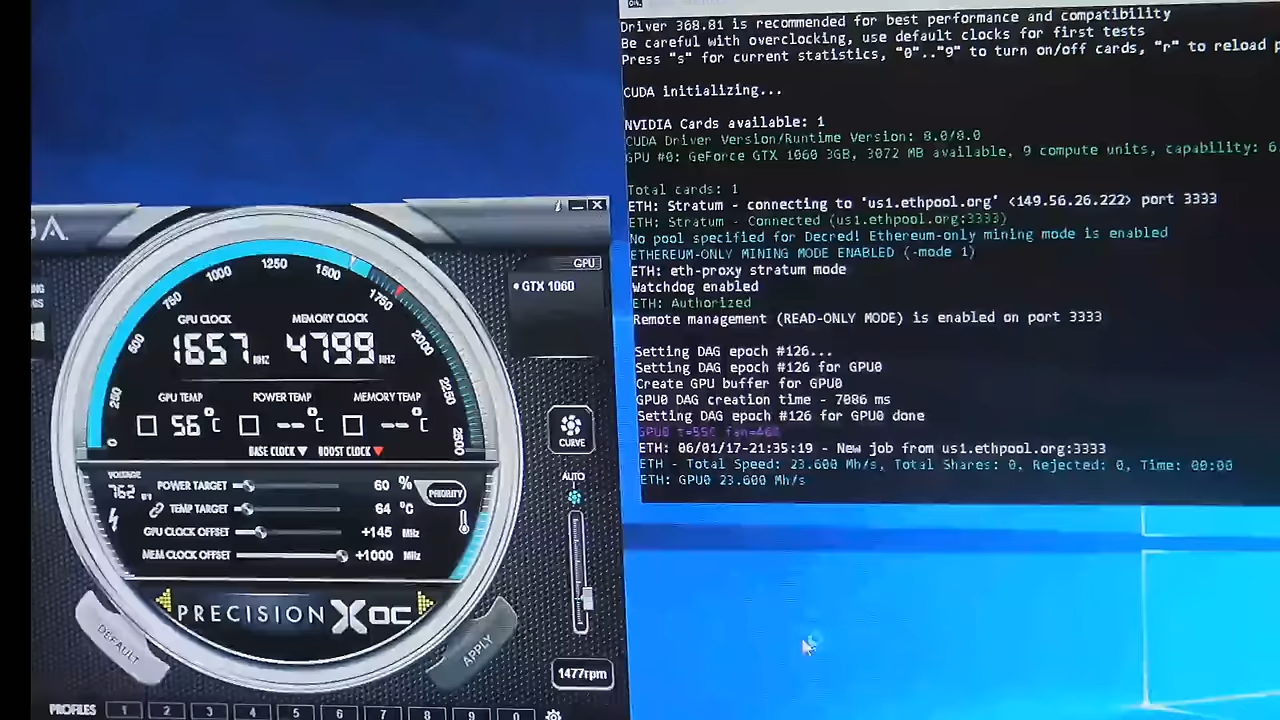 Driver 368.81 is recommended for best performance and compatibility
Be careful with overclocking, use default clocks for first tests
Press "s" for current statistics, "0".."9" to turn on/off cards, "r" to reload
CUDA initializing...
NVIDIA Cards available: 1
CUDA Driver Version/Runtime Version: 8.0/8.0
GPU #0: GeForce GTX 1060 3GB, 3072 MB available, 9 compute units, capability: 6.
Total cards: 1
ETH: Stratum - connecting to 'us1.ethpool.org' <149.56.26.222> port 3333
ETH: Stratum - Connected (us1.ethpool.org:3333)
No pool specified for Decred! Ethereum-only mining mode is enabled
ETHEREUM-ONLY MINING MODE ENABLED (-mode 1)
ETH: eth-proxy stratum mode
Watchdog enabled
ETH: Authorized
Remote management (READ-ONLY MODE) is enabled on port 3333
Setting DAG epoch #126...
Setting DAG epoch #126 for GPU0
Create GPU buffer for GPU0
GPU0 DAG creation time - 7086 ms
Setting DAG epoch #126 for GPU0 done
GPU0 t=55C fan=46%
ETH: 06/01/17-21:35:19 - New job from us1.ethpool.org:3333
ETH - Total Speed: 23.600 Mh/s, Total Shares: 0, Rejected: 0, Time: 00:00
ETH: GPU0 23.600 Mh/s
GPU
GTX 1060
0 250 500 750 1000 1250 1500 1750 2000 2250 2500
GPU CLOCK MEMORY CLOCK
1657 MHZ 4799 MHZ
GPU TEMP POWER TEMP MEMORY TEMP
56°C --°C --°C
BASE CLOCK BOOST CLOCK
VOLTAGE
762
POWER TARGET 60 %
PRIORITY
TEMP TARGET 64 °C
GPU CLOCK OFFSET +145 MHz
MEM CLOCK OFFSET +1000 MHz
PRECISION XOC
DEFAULT
APPLY
CURVE
AUTO
1477rpm
PROFILES 1 2 3 4 5 6 7 8 9 0